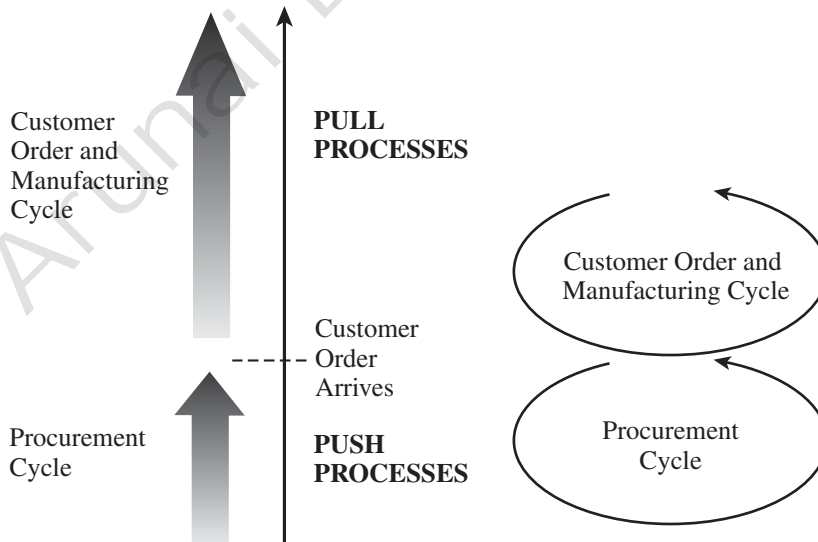 Arunai
Customer
Order and
Manufacturing
Cycle
PULL
PROCESSES
Customer Order and
Manufacturing Cycle
Customer
Order
Arrives
Procurement
Cycle
PUSH
PROCESSES
Procurement
Cycle